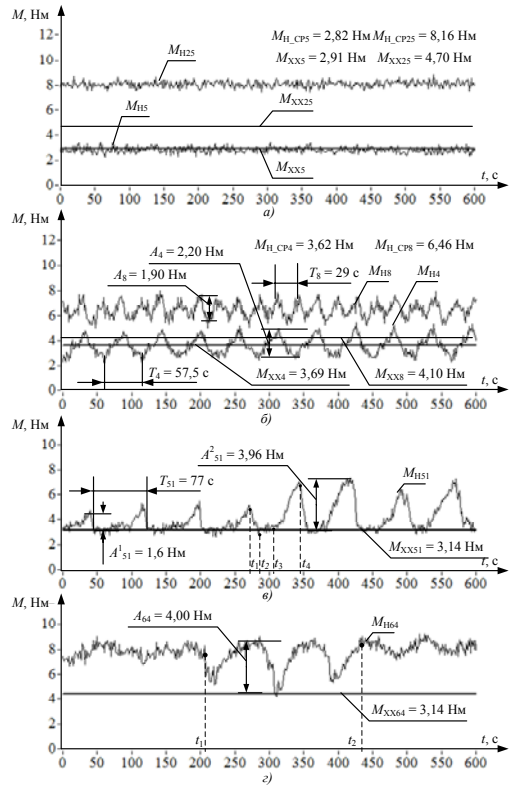 M, Нм
M_Н25
M_Н_СР5 = 2,82 Нм M_Н_СР25 = 8,16 Нм
M_ХХ5 = 2,91 Нм M_ХХ25 = 4,70 Нм
12
10
8
6
4
2
0
M_Н5
M_ХХ25
M_ХХ5
t, с
0 50 100 150 200 250 300 350 400 450 500 550 600
а)
M, Нм
A_4 = 2,20 Нм
A_8 = 1,90 Нм
M_Н_СР4 = 3,62 Нм M_Н_СР8 = 6,46 Нм
T_8 = 29 с
M_Н8
M_Н4
12
10
8
6
4
2
0
T_4 = 57,5 с
M_ХХ4 = 3,69 Нм
M_ХХ8 = 4,10 Нм
0 50 100 150 200 250 300 350 400 450 500 550 600
б)
M, Нм
A^2_51 = 3,96 Нм
T_51 = 77 с
M_Н51
10
8
6
4
2
0
A^1_51 = 1,6 Нм
t_1 t_2 t_3 t_4
M_ХХ51 = 3,14 Нм
t, с
0 50 100 150 200 250 300 350 400 450 500 550 600
в)
M, Нм
A_64 = 4,00 Нм
M_Н64
12
10
8
6
4
2
0
M_ХХ64 = 3,14 Нм
t_1
t_2
t, с
0 50 100 150 200 250 300 350 400 450 500 550 600
г)